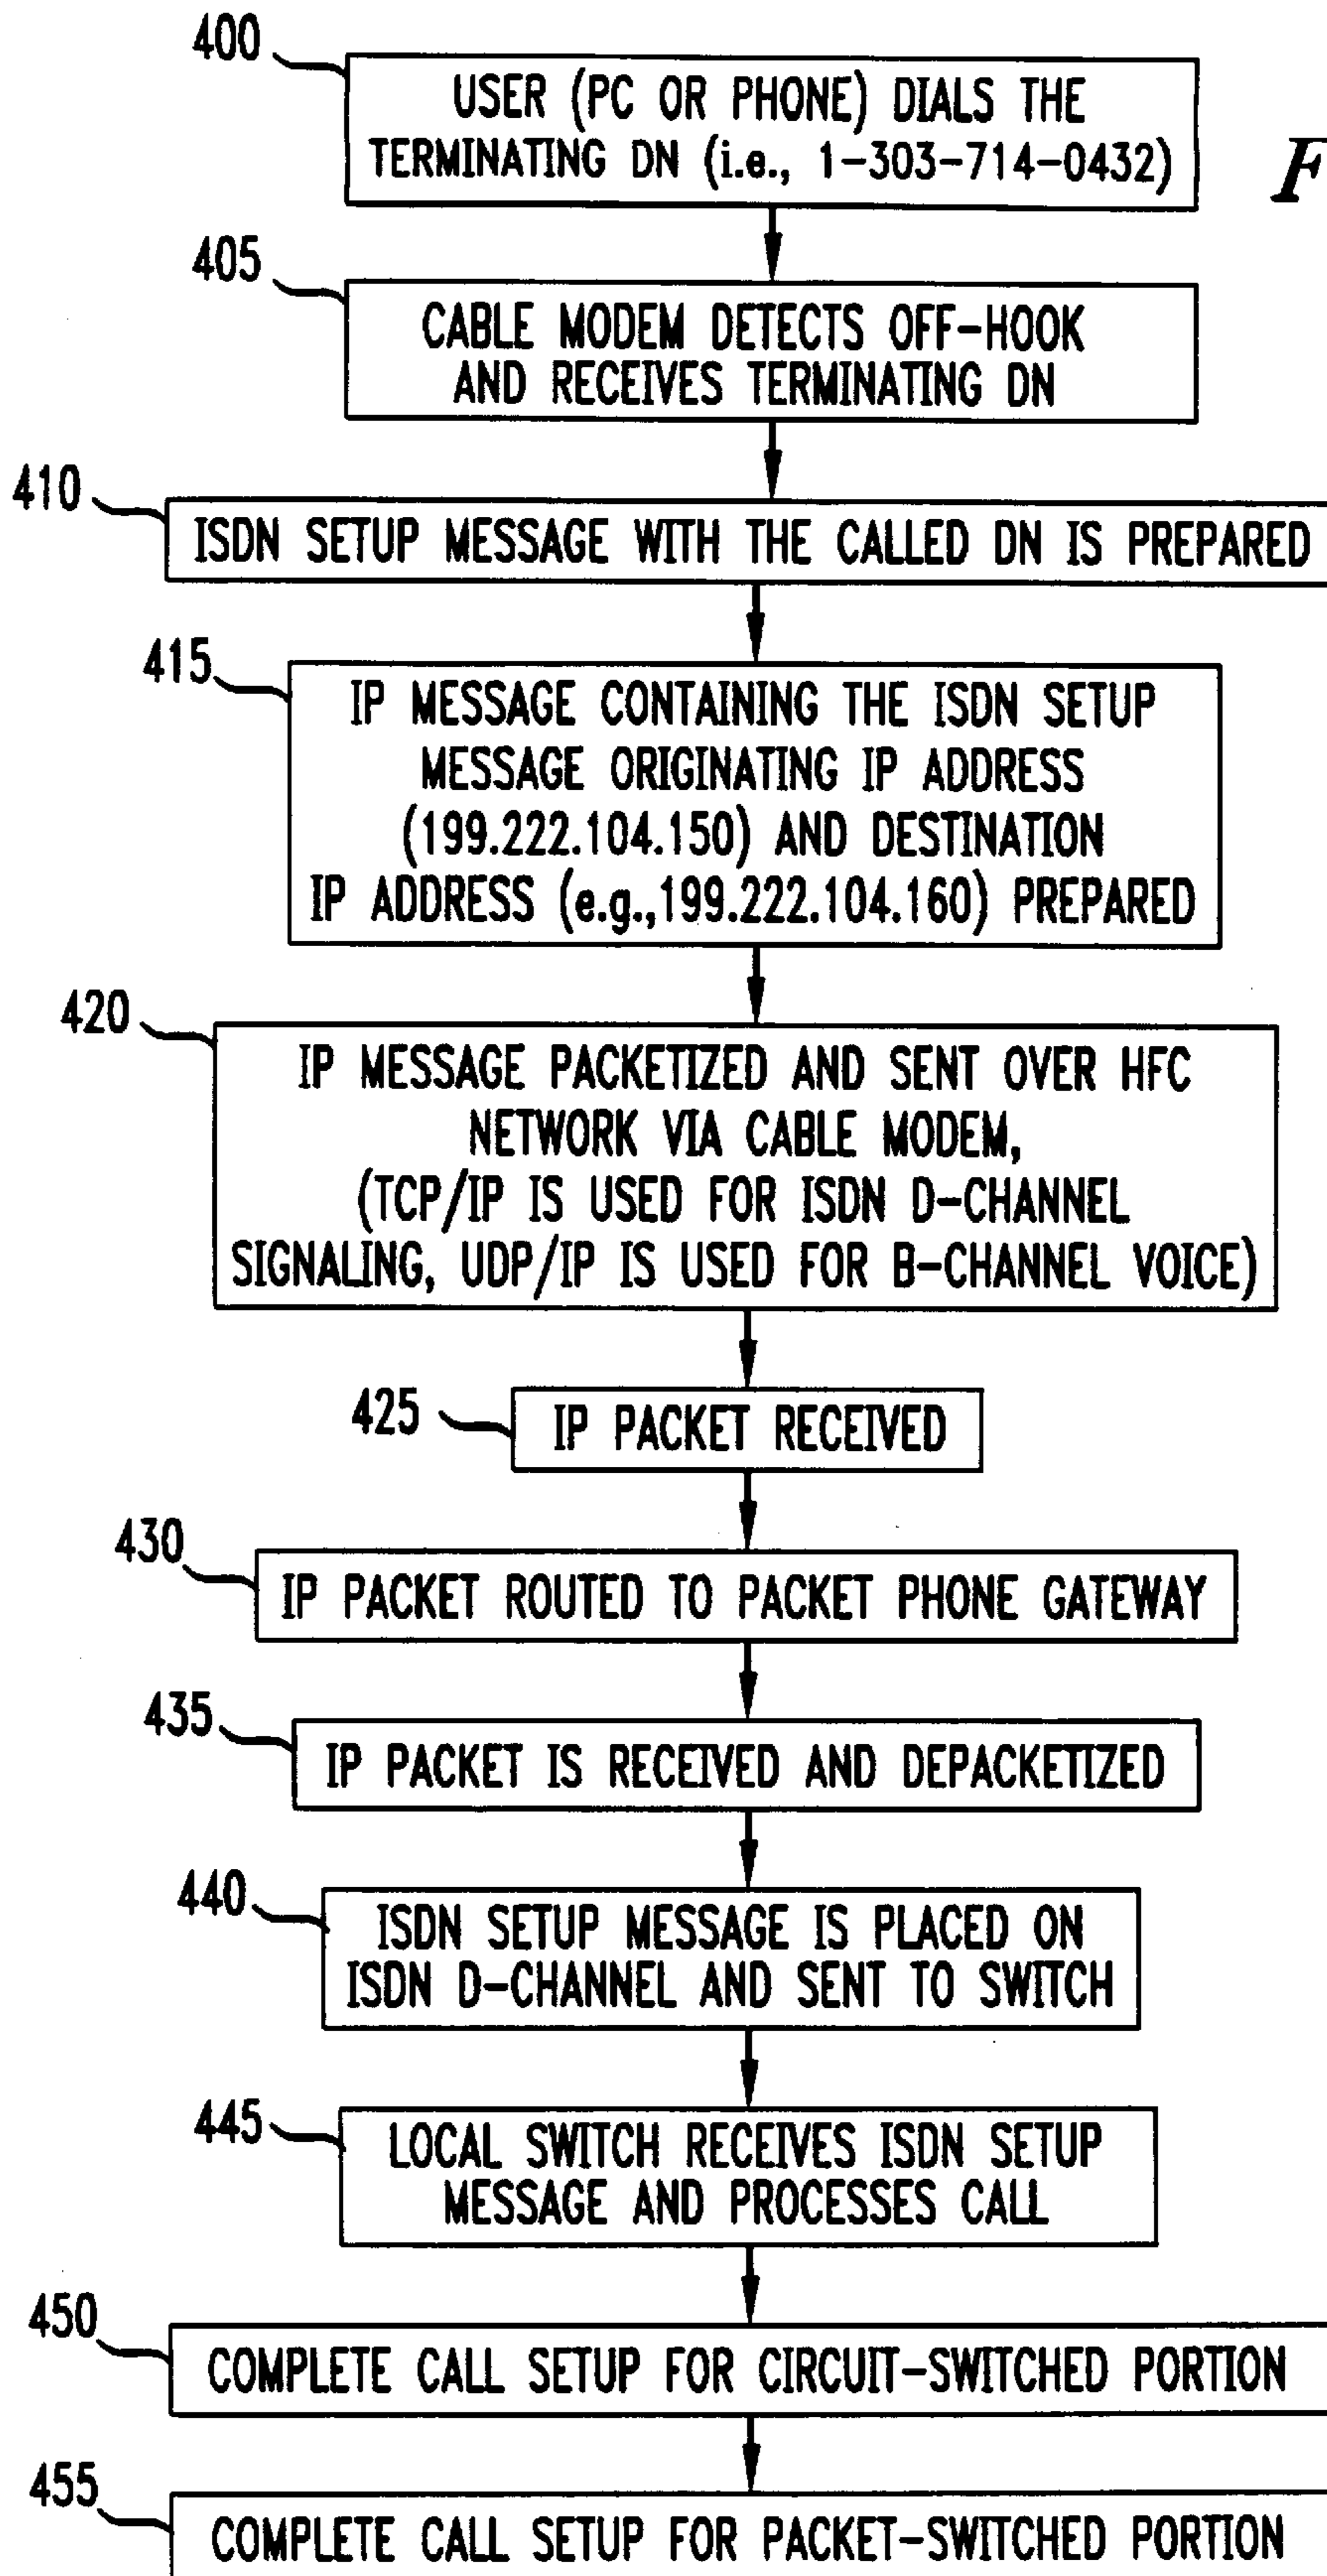 400
USER (PC OR PHONE) DIALS THE
TERMINATING DN (i.e., 1-303-714-0432)
F
405
CABLE MODEM DETECTS OFF-HOOK
AND RECEIVES TERMINATING DN
410
ISDN SETUP MESSAGE WITH THE CALLED DN IS PREPARED
415
IP MESSAGE CONTAINING THE ISDN SETUP
MESSAGE ORIGINATING IP ADDRESS
(199.222.104.150) AND DESTINATION
IP ADDRESS (e.g.,199.222.104.160) PREPARED
420
IP MESSAGE PACKETIZED AND SENT OVER HFC
NETWORK VIA CABLE MODEM,
(TCP/IP IS USED FOR ISDN D-CHANNEL
SIGNALING, UDP/IP IS USED FOR B-CHANNEL VOICE)
425
IP PACKET RECEIVED
430
IP PACKET ROUTED TO PACKET PHONE GATEWAY
435
IP PACKET IS RECEIVED AND DEPACKETIZED
440
ISDN SETUP MESSAGE IS PLACED ON
ISDN D-CHANNEL AND SENT TO SWITCH
445
LOCAL SWITCH RECEIVES ISDN SETUP
MESSAGE AND PROCESSES CALL
450
COMPLETE CALL SETUP FOR CIRCUIT-SWITCHED PORTION
455
COMPLETE CALL SETUP FOR PACKET-SWITCHED PORTION